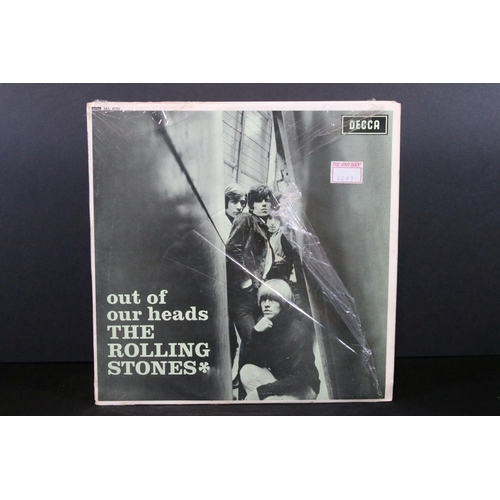 DECCA
out of
our heads
THE
ROLLING
STONES